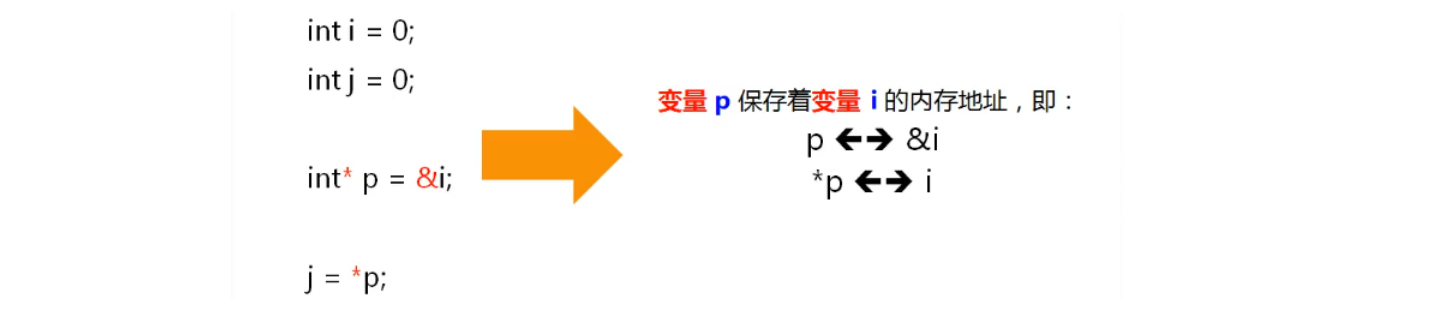 int i = 0;
int j = 0;
int* p = &i;
j = *p;
变量 p 保存着变量 i 的内存地址，即：
p 🡸🡺 &i
*p 🡸🡺 i